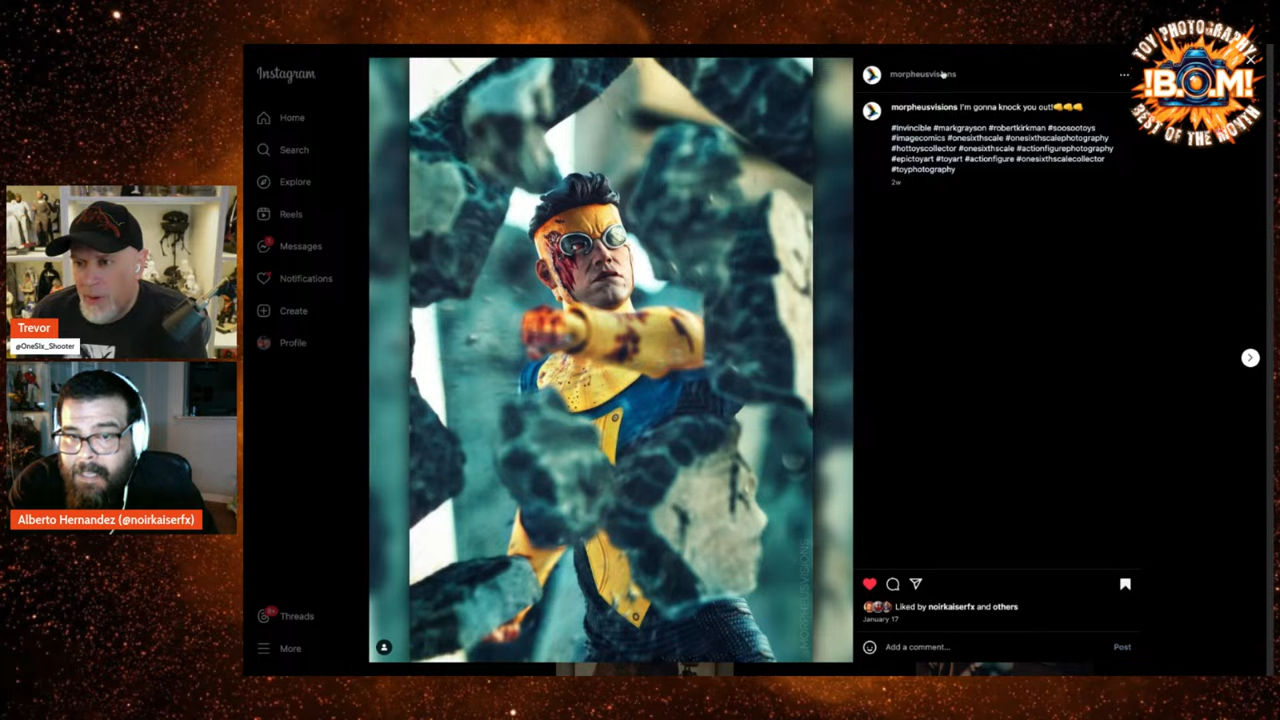 Instagram
Home
Search
Explore
Reels
Messages
Notifications
Create
Profile
Threads
More
morpheusvisions
morpheusvisions I'm gonna knock you out!👊👊👊
#Invincible #markgrayson #robertkirkman #soosootoys
#imagecomics #onesixthscale #onesixthscalephotography
#hottoyscollector #onesixthscale #actionfigurephotography
#epictoyart #toyart #actionfigure #onesixthscalecollector
#toyphotography
2w
Liked by noirkaiserfx and others
January 17
Add a comment...
Post
MORPHEUSVISIONS
TOY PHOTOGRAPHY
!B.O.M!
BEST OF THE MONTH
Trevor
@OneSix_Shooter
Alberto Hernandez (@noirkaiserfx)